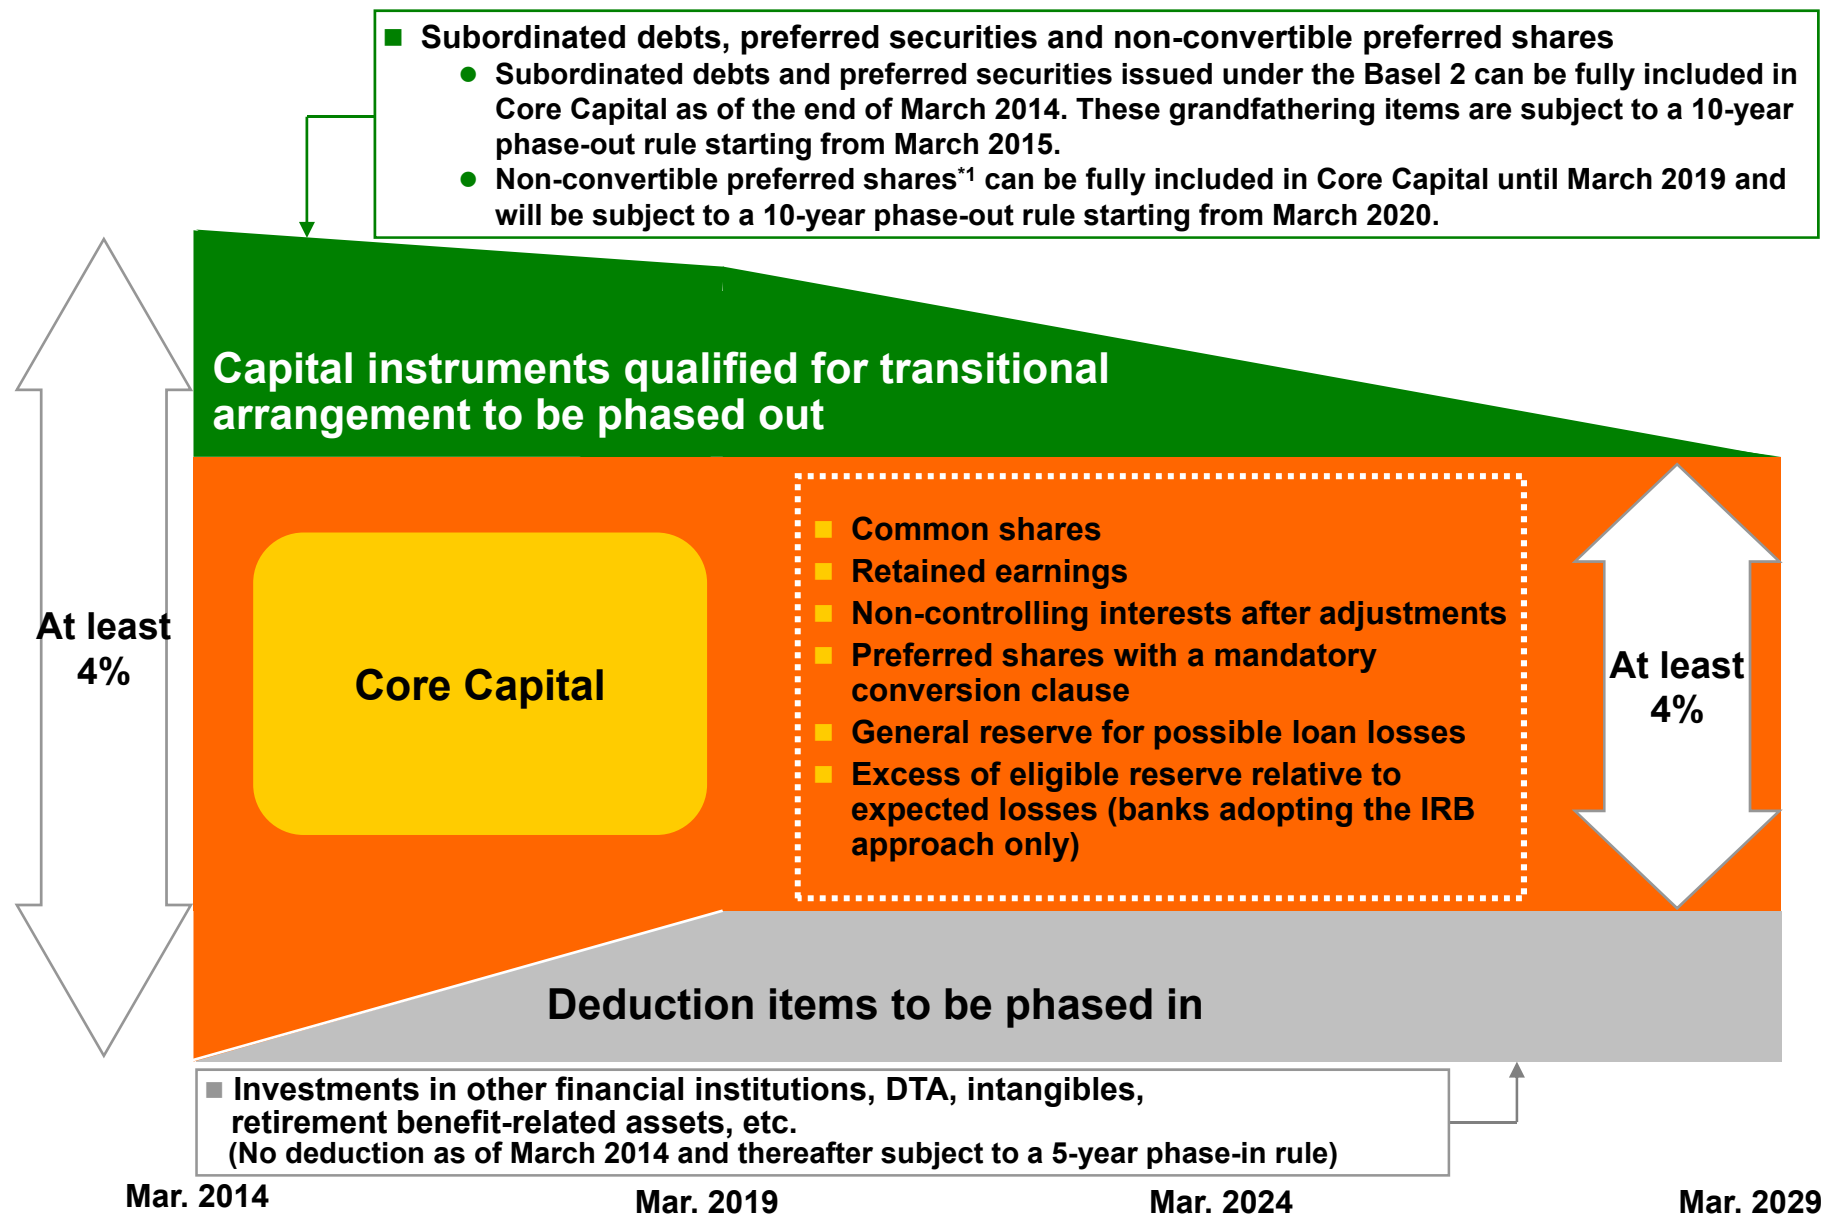 Subordinated debts, preferred securities and non-convertible preferred shares
Subordinated debts and preferred securities issued under the Basel 2 can be fully included in
Core Capital as of the end of March 2014. These grandfathering items are subject to a 10-year
phase-out rule starting from March 2015.
Non-convertible preferred shares*1 can be fully included in Core Capital until March 2019 and
will be subject to a 10-year phase-out rule starting from March 2020.
Capital instruments qualified for transitional
arrangement to be phased out
At least
4%
Core Capital
Common shares
Retained earnings
Non-controlling interests after adjustments
Preferred shares with a mandatory
conversion clause
General reserve for possible loan losses
Excess of eligible reserve relative to
expected losses (banks adopting the IRB
approach only)
At least
4%
Deduction items to be phased in
Investments in other financial institutions, DTA, intangibles,
retirement benefit-related assets, etc.
(No deduction as of March 2014 and thereafter subject to a 5-year phase-in rule)
Mar. 2014
Mar. 2019
Mar. 2024
Mar. 2029